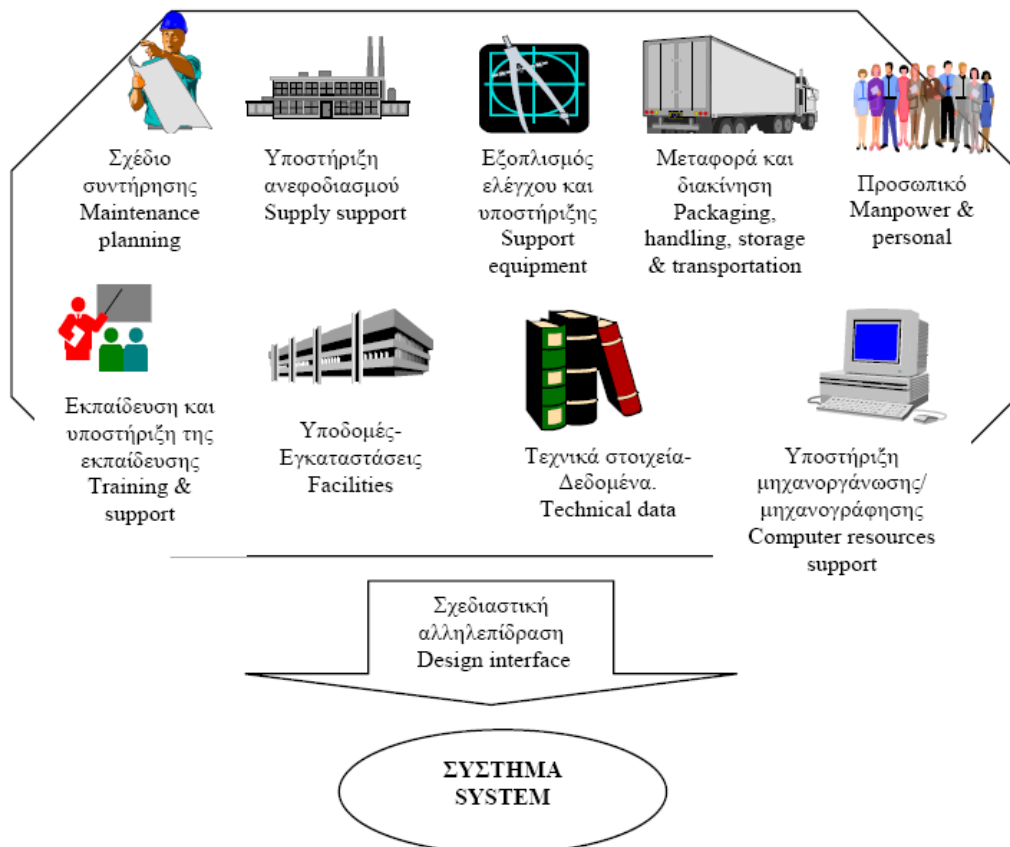 Σχέδιο
συντήρησης
Maintenance
planning
Υποστήριξη
ανεφοδιασμού
Supply support
Εξοπλισμός
ελέγχου και
υποστήριξης
Support
equipment
Μεταφορά και
διακίνηση
Packaging,
handling, storage
& transportation
Προσωπικό
Manpower &
personal
Εκπαίδευση και
υποστήριξη της
εκπαίδευσης
Training &
support
Υποδομές-
Εγκαταστάσεις
Facilities
Τεχνικά στοιχεία-
Δεδομένα.
Technical data
Υποστήριξη
μηχανοργάνωσης/
μηχανογράφησης
Computer resources
support
Σχεδιαστική
αλληλεπίδραση
Design interface
ΣΥΣΤΗΜΑ
SYSTEM